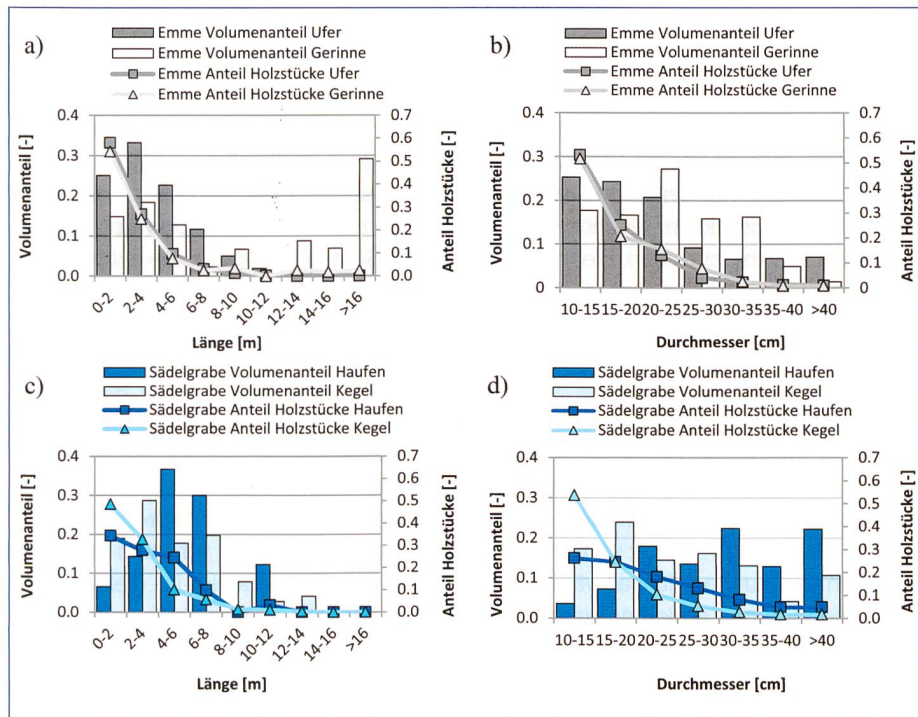 a)
Emme Volumenanteil Ufer
Emme Volumenanteil Gerinne
Emme Anteil Holzstücke Ufer
Emme Anteil Holzstücke Gerinne
Volumenanteil [-]
0.4
0.3
0.2
0.1
0.0
0.7
0.6
0.5
0.4
0.3
0.2
0.1
0.0
Anteil Holzstücke [-]
0-2
2-4
4-6
6-8
8-10
10-12
12-14
14-16
>16
Länge [m]
b)
Emme Volumenanteil Ufer
Emme Volumenanteil Gerinne
Emme Anteil Holzstücke Ufer
Emme Anteil Holzstücke Gerinne
Volumenanteil [-]
0.4
0.3
0.2
0.1
0
0.7
0.6
0.5
0.4
0.3
0.2
0.1
0
Anteil Holzstücke [-]
10-15 15-20 20-25 25-30 30-35 35-40 >40
Durchmesser [cm]
c)
Sädelgrabe Volumenanteil Haufen
Sädelgrabe Volumenanteil Kegel
Sädelgrabe Anteil Holzstücke Haufen
Sädelgrabe Anteil Holzstücke Kegel
Volumenanteil [-]
0.4
0.3
0.2
0.1
0.0
0.7
0.6
0.5
0.4
0.3
0.2
0.1
0.0
Anteil Holzstücke [-]
0-2
2-4
4-6
6-8
8-10
10-12
12-14
14-16
>16
Länge [m]
d)
Sädelgrabe Volumenanteil Haufen
Sädelgrabe Volumenanteil Kegel
Sädelgrabe Anteil Holzstücke Haufen
Sädelgrabe Anteil Holzstücke Kegel
Volumenanteil [-]
0.4
0.3
0.2
0.1
0.0
0.7
0.6
0.5
0.4
0.3
0.2
0.1
0.0
Anteil Holzstücke [-]
10-15 15-20 20-25 25-30 30-35 35-40 >40
Durchmesser [cm]